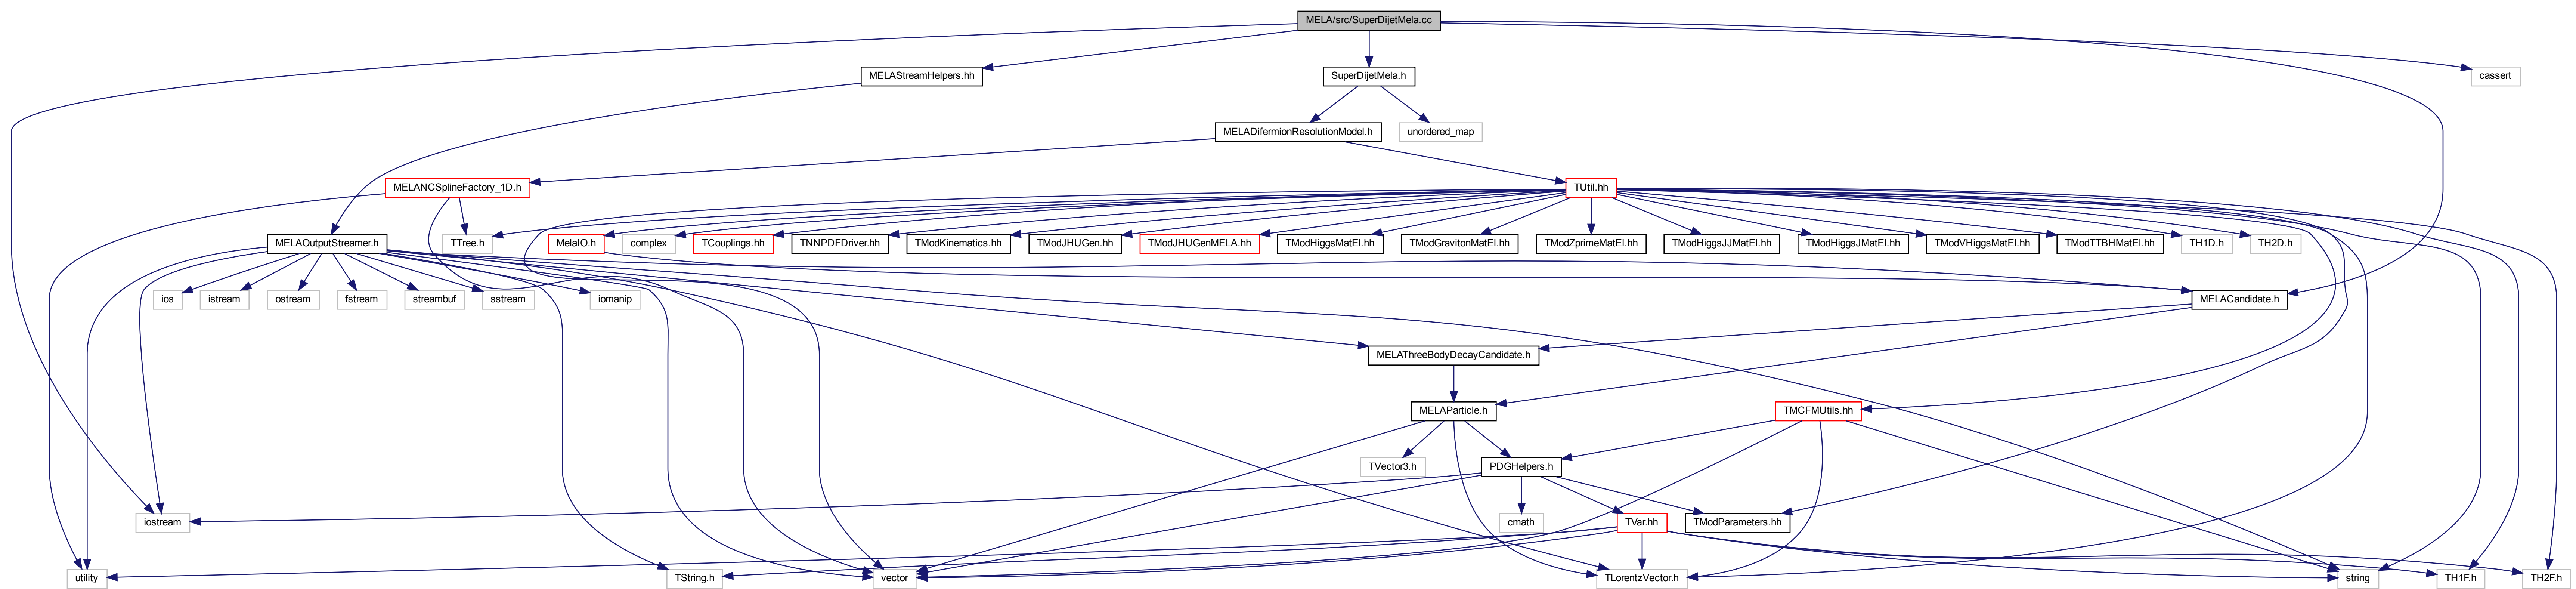 MELA/src/SuperDijetMela.cc
MELAStreamHelpers.hh
SuperDijetMela.h
cassert
MELADifermionResolutionModel.h
unordered_map
MELANCSplineFactory_1D.h
TUtil.hh
MELAOutputStreamer.h
TTree.h
MelaIO.h
complex
TCouplings.hh
TNNPDFDriver.hh
TModKinematics.hh
TModJHUGen.hh
TModJHUGenMELA.hh
TModHiggsMatEl.hh
TModGravitonMatEl.hh
TModZprimeMatEl.hh
TModHiggsJJMatEl.hh
TModHiggsJMatEl.hh
TModVHiggsMatEl.hh
TModTTBHMatEl.hh
TH1D.h
TH2D.h
ios
istream
ostream
fstream
streambuf
sstream
iomanip
MELACandidate.h
MELAThreeBodyDecayCandidate.h
MELAParticle.h
TMCFMUtils.hh
TVector3.h
PDGHelpers.h
iostream
cmath
TVar.hh
TModParameters.hh
utility
TString.h
vector
TLorentzVector.h
string
TH1F.h
TH2F.h